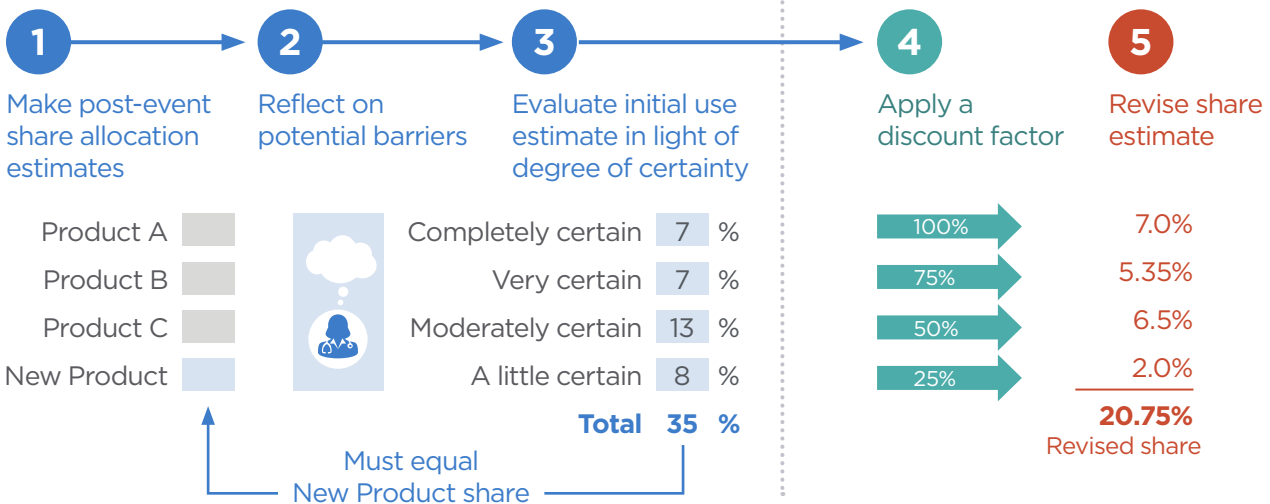 1
2
3
4
5
Make post-event
share allocation
estimates
Reflect on
potential barriers
Evaluate initial use
estimate in light of
degree of certainty
Apply a
discount factor
Revise share
estimate
Product A
Product B
Product C
New Product
Completely certain 7 %
Very certain 7 %
Moderately certain 13 %
A little certain 8 %
Total 35 %
Must equal
New Product share
100%
75%
50%
25%
7.0%
5.35%
6.5%
2.0%
20.75%
Revised share